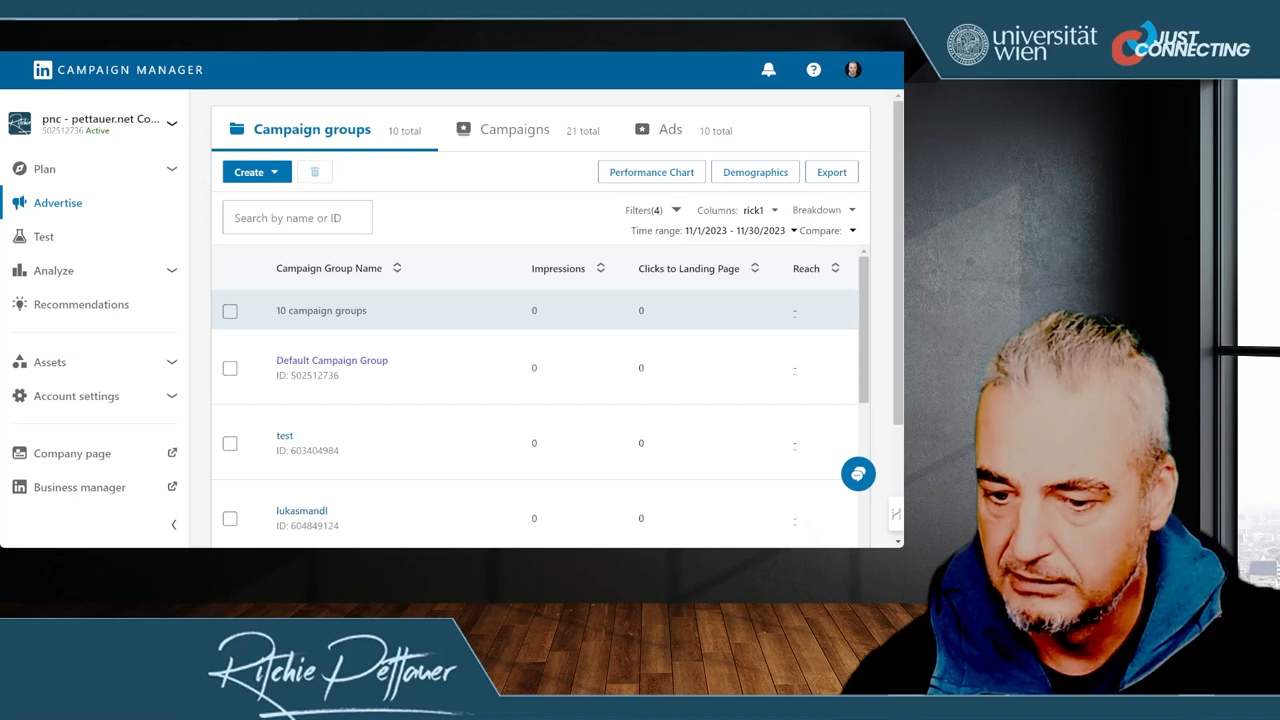 universität
wien
JUST
CONNECTING
in CAMPAIGN MANAGER
pnc - pettauer.net Co...
502512736 Active
Plan
Advertise
Test
Analyze
Recommendations
Assets
Account settings
Company page
Business manager
Campaign groups 10 total
Campaigns 21 total
Ads 10 total
Create
Performance Chart
Demographics
Export
Search by name or ID
Filters(4) Columns: rick1 Breakdown
Time range: 11/1/2023 - 11/30/2023 Compare:
Campaign Group Name Impressions Clicks to Landing Page Reach
10 campaign groups 0 0 -
Default Campaign Group
ID: 502512736 0 0 -
test
ID: 603404984 0 0 -
lukasmandl
ID: 604849124 0 0 -
Ritchie Pettauer